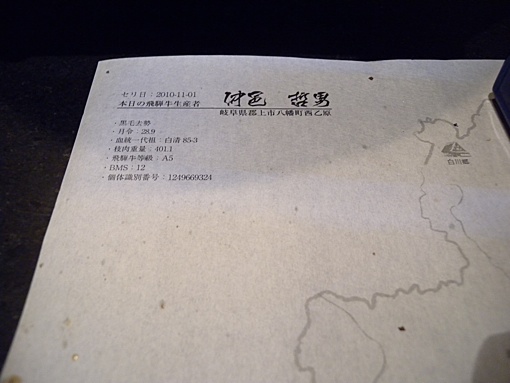 セリ日：2010-11-01
本日の飛騨牛生産者 哲男
岐阜県郡上市八幡町西乙原
・黒毛去勢
・月令：28.9
・血統一代祖：白清 85-3
・枝肉重量：401.1
・飛騨牛等級：A5
・BMS：12
・個体識別番号：1249669324
白川郷